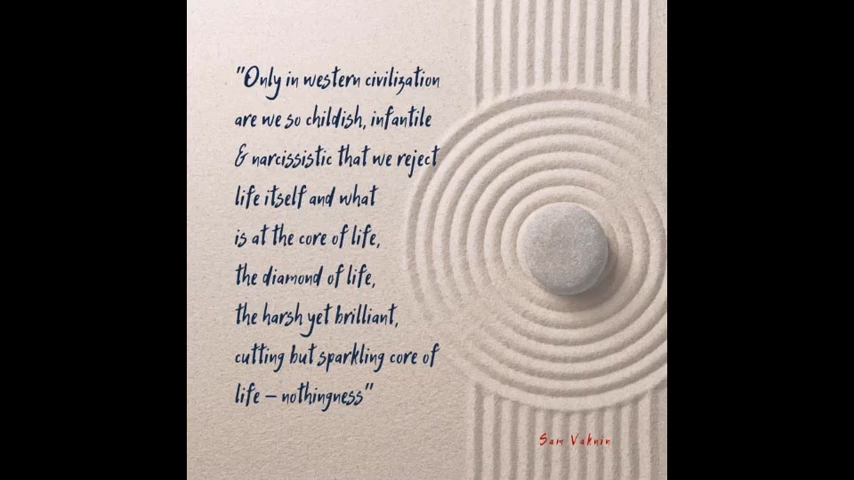 "Only in western civilization
are we so childish, infantile
& narcissistic that we reject
life itself and what
is at the core of life,
the diamond of life,
the harsh yet brilliant,
cutting but sparkling core of
life – nothingness"
Sam Vaknin